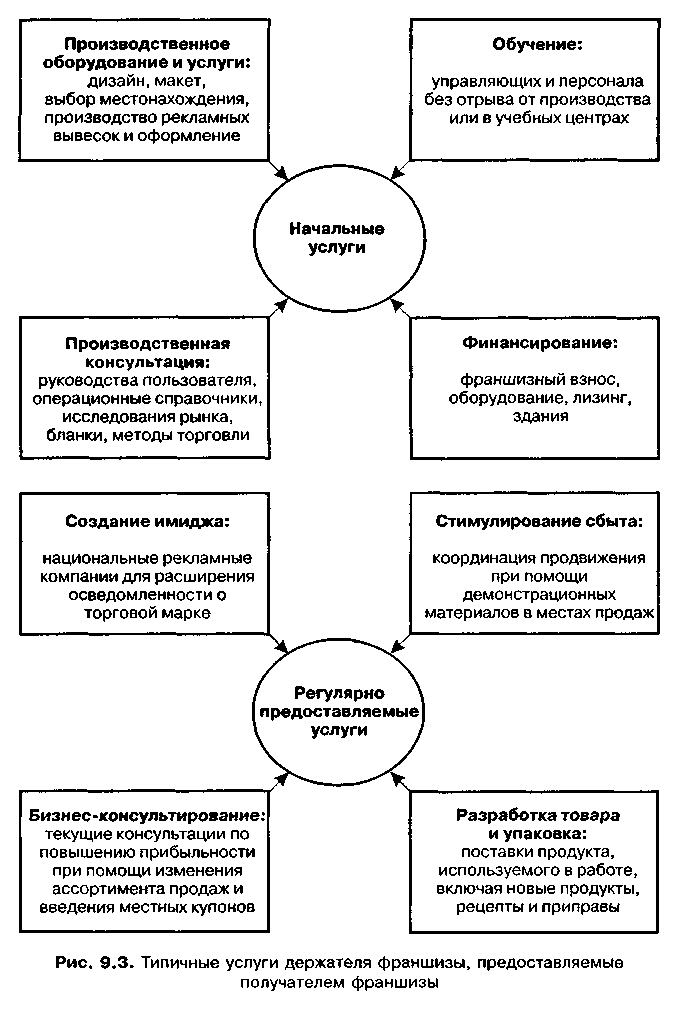 Производственное
оборудование и услуги:
дизайн, макет,
выбор местонахождения,
производство рекламных
вывесок и оформление
Обучение:
управляющих и персонала
без отрыва от производства
или в учебных центрах
Начальные
услуги
Производственная
консультация:
руководства пользователя,
операционные справочники,
исследования рынка,
бланки, методы торговли
Финансирование:
франшизный взнос,
оборудование, лизинг,
здания
Создание имиджа:
национальные рекламные
компании для расширения
осведомленности о
торговой марке
Стимулирование сбыта:
координация продвижения
при помощи
демонстрационных
материалов в местах продаж
Регулярно
предоставляемые
услуги
Бизнес-консультирование:
текущие консультации по
повышению прибыльности
при помощи изменения
ассортимента продаж и
введения местных купонов
Разработка товара
и упаковка:
поставки продукта,
используемого в работе,
включая новые продукты,
рецепты и приправы
Рис. 9.3. Типичные услуги держателя франшизы, предоставляемые
получателем франшизы